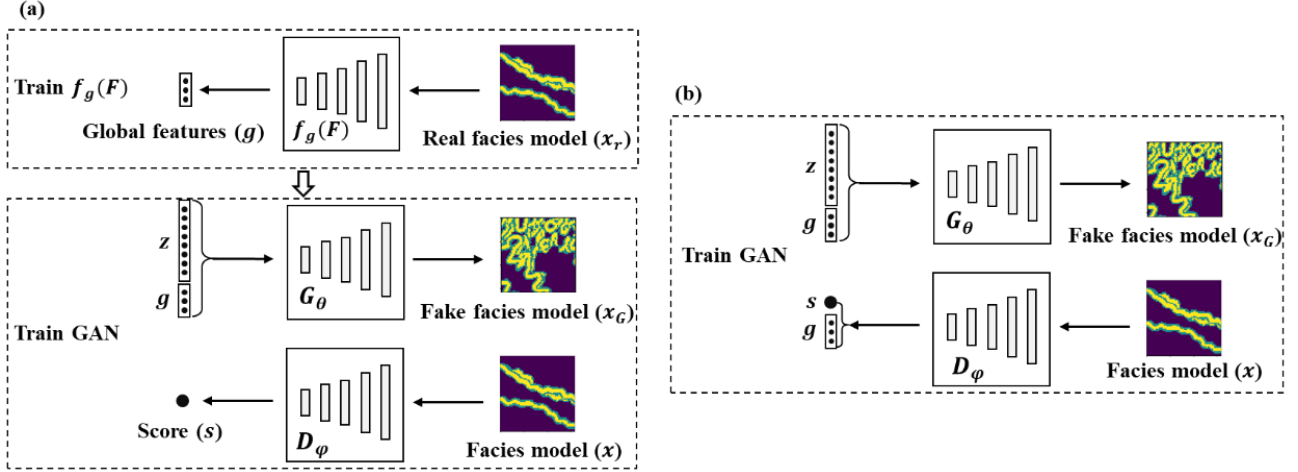 (a)
Train f_g(F)
f_g(F)
Global features (g)
Real facies model (x_r)
z
g
G_θ
Fake facies model (x_G)
Train GAN
D_φ
Score (s)
Facies model (x)
(b)
z
g
G_θ
Fake facies model (x_G)
Train GAN
s
g
D_φ
Facies model (x)